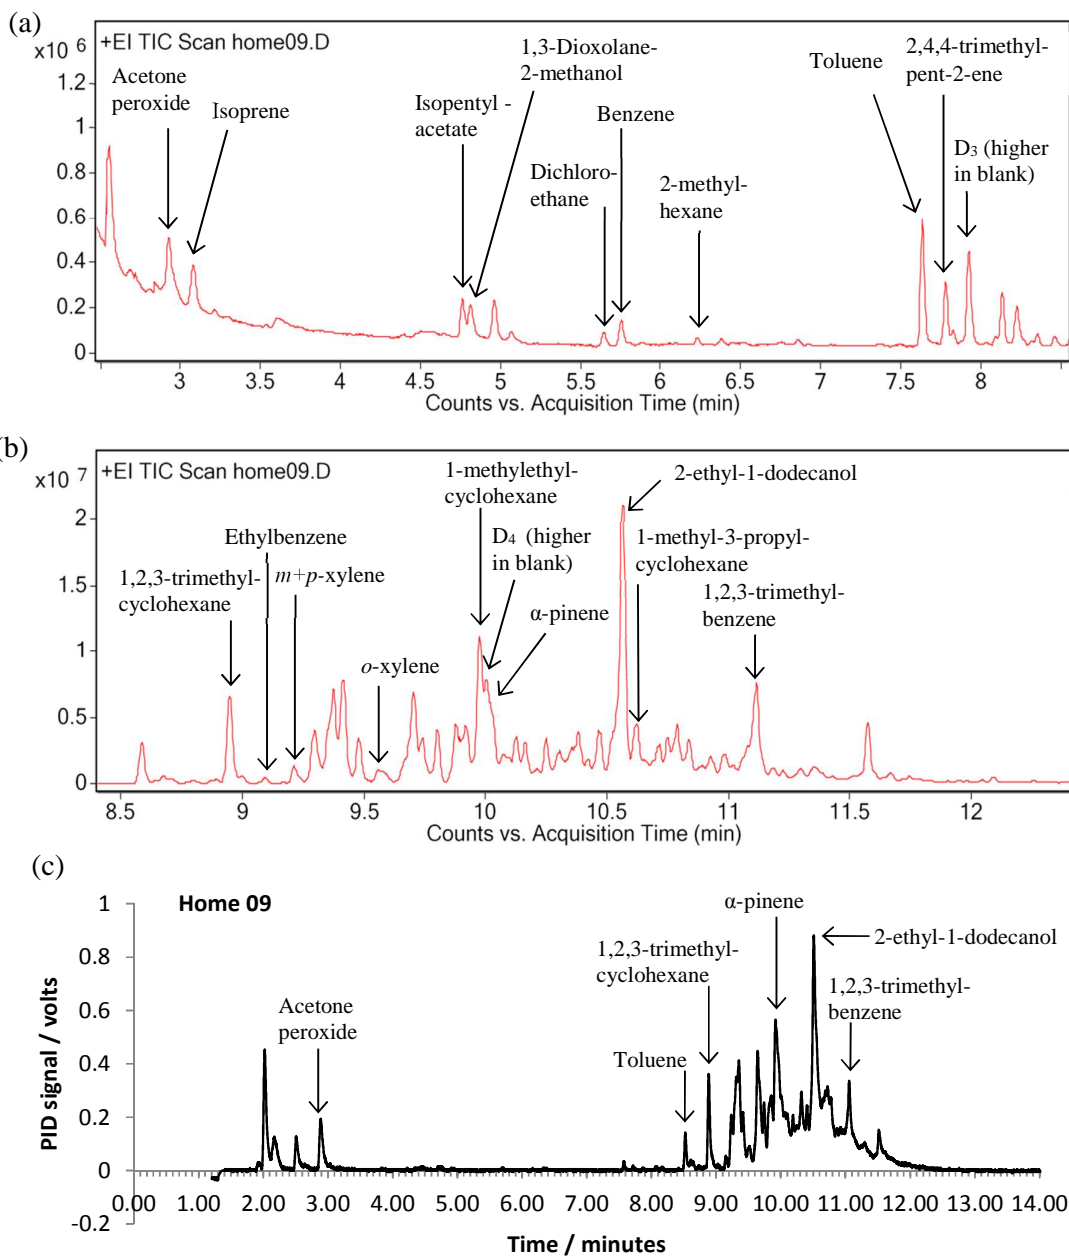 (a)
+EI TIC Scan home09.D
x10 6
Acetone
peroxide
Isoprene
Isopentyl -
acetate
1,3-Dioxolane-
2-methanol
Dichloro-
ethane
Benzene
2-methyl-
hexane
Toluene
2,4,4-trimethyl-
pent-2-ene
D3 (higher
in blank)
1.2
1
0.8
0.6
0.4
0.2
0
3 3.5 4 4.5 5 5.5 6 6.5 7 7.5 8
Counts vs. Acquisition Time (min)
(b)
+EI TIC Scan home09.D
x10 7
1,2,3-trimethyl-
cyclohexane
Ethylbenzene
m+p-xylene
o-xylene
1-methylethyl-
cyclohexane
D4 (higher
in blank)
α-pinene
2-ethyl-1-dodecanol
1-methyl-3-propyl-
cyclohexane
1,2,3-trimethyl-
benzene
2
1.5
1
0.5
0
8.5 9 9.5 10 10.5 11 11.5 12
Counts vs. Acquisition Time (min)
(c)
Home 09
PID signal / volts
Acetone
peroxide
Toluene
1,2,3-trimethyl-
cyclohexane
α-pinene
2-ethyl-1-dodecanol
1,2,3-trimethyl-
benzene
1
0.8
0.6
0.4
0.2
0
-0.2
0.00 1.00 2.00 3.00 4.00 5.00 6.00 7.00 8.00 9.00 10.00 11.00 12.00 13.00 14.00
Time / minutes